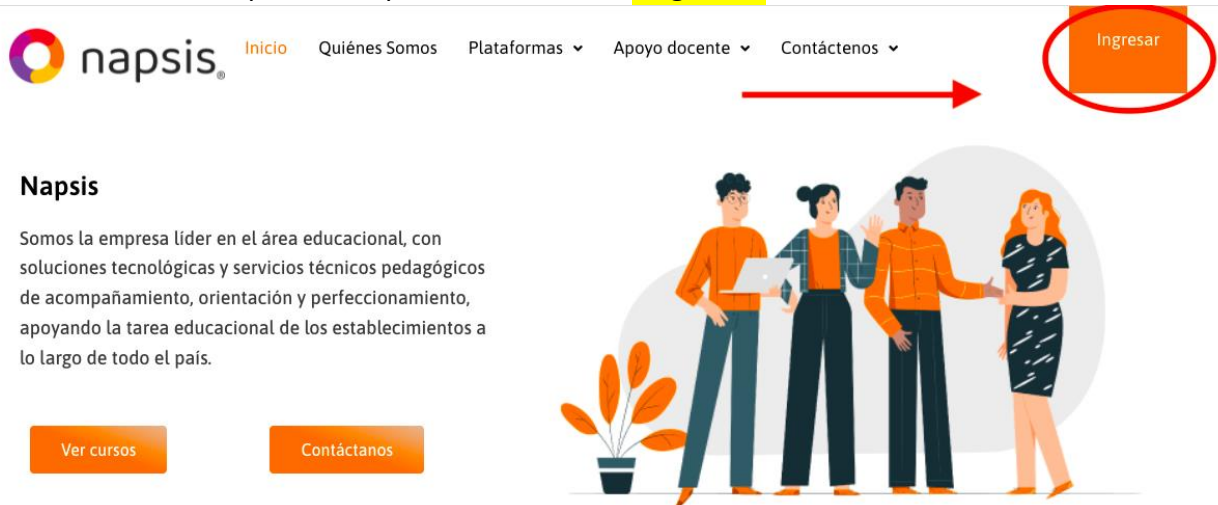 napsis®
Inicio Quiénes Somos Plataformas Apoyo docente Contáctenos
Ingresar
Napsis
Somos la empresa líder en el área educacional, con
soluciones tecnológicas y servicios técnicos pedagógicos
de acompañamiento, orientación y perfeccionamiento,
apoyando la tarea educacional de los establecimientos a
lo largo de todo el país.
Ver cursos Contáctanos